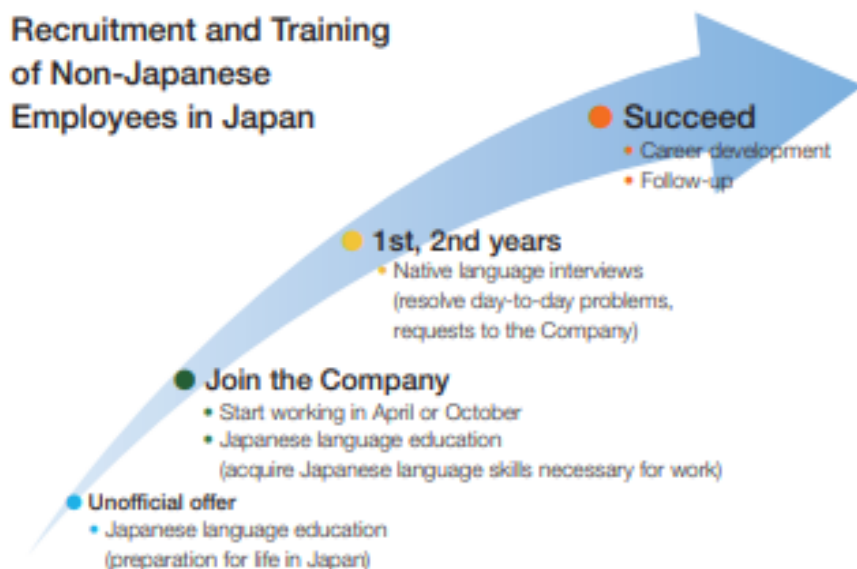 Recruitment and Training
of Non-Japanese
Employees in Japan
Succeed
• Career development
• Follow-up
1st, 2nd years
• Native language interviews
(resolve day-to-day problems,
requests to the Company)
Join the Company
• Start working in April or October
• Japanese language education
(acquire Japanese language skills necessary for work)
Unofficial offer
• Japanese language education
(preparation for life in Japan)